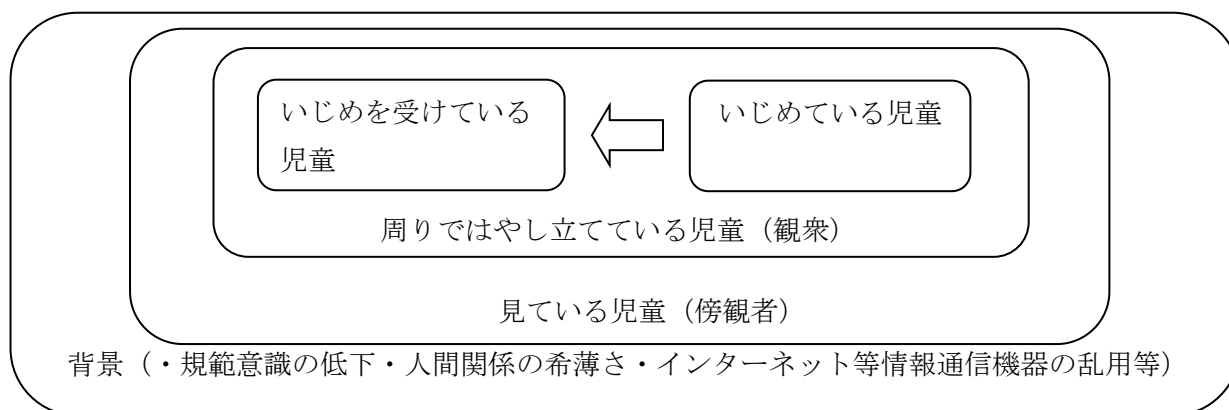 いじめを受けている
児童
いじめている児童
周りではやし立てている児童（観衆）
見ている児童（傍観者）
背景（・規範意識の低下・人間関係の希薄さ・インターネット等情報通信機器の乱用等）